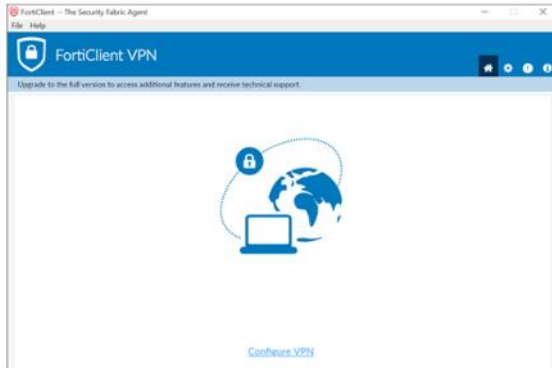 FortiClient -- The Security Fabric Agent
File Help
FortiClient VPN
Upgrade to the full version to access additional features and receive technical support.
Configure VPN